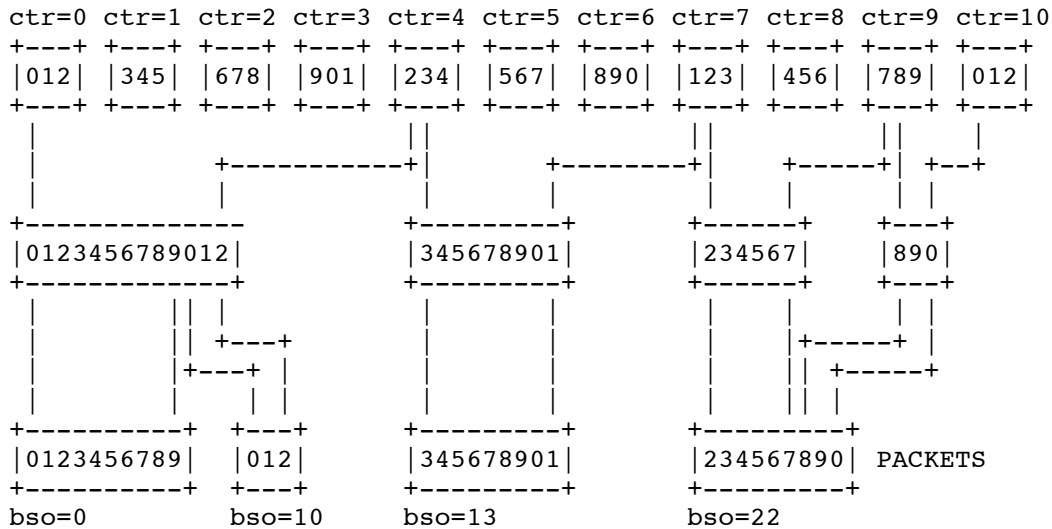 ctr=0 ctr=1 ctr=2 ctr=3 ctr=4 ctr=5 ctr=6 ctr=7 ctr=8 ctr=9 ctr=10
+---+ +---+ +---+ +---+ +---+ +---+ +---+ +---+ +---+ +---+ +---+
|012| |345| |678| |901| |234| |567| |890| |123| |456| |789| |012|
+---+ +---+ +---+ +---+ +---+ +---+ +---+ +---+ +---+ +---+ +---+
 |                       ||                ||          ||    |
 |           +-----------+|       +--------+|    +-----+| +--+
 |           |            |       |         |    |      | |
+--------------          +---------+       +------+    +---+
|0123456789012|          |345678901|       |234567|    |890|
+-------------+          +---------+       +------+    +---+
 |        || |            |       |         |    |      | |
 |        || +---+        |       |         |    |+-----+ |
 |        |+---+ |        |       |         |    || +-----+
 |        |    | |        |       |         |    || |
+----------+  +---+      +---------+       +---------+
|0123456789|  |012|      |345678901|       |234567890| PACKETS
+----------+  +---+      +---------+       +---------+
bso=0         bso=10     bso=13            bso=22